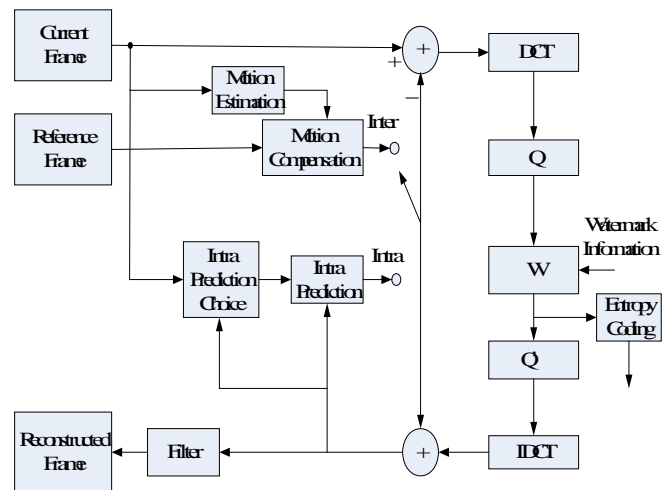 Current
Frame
+
+
−
DCT
Motion
Estimation
Reference
Frame
Motion
Compensation
Inter
Q
Watermark
Information
W
Intra
Prediction
Choice
Intra
Prediction
Intra
Entropy
Coding
Q'
Reconstructed
Frame
Filter
+
IDCT